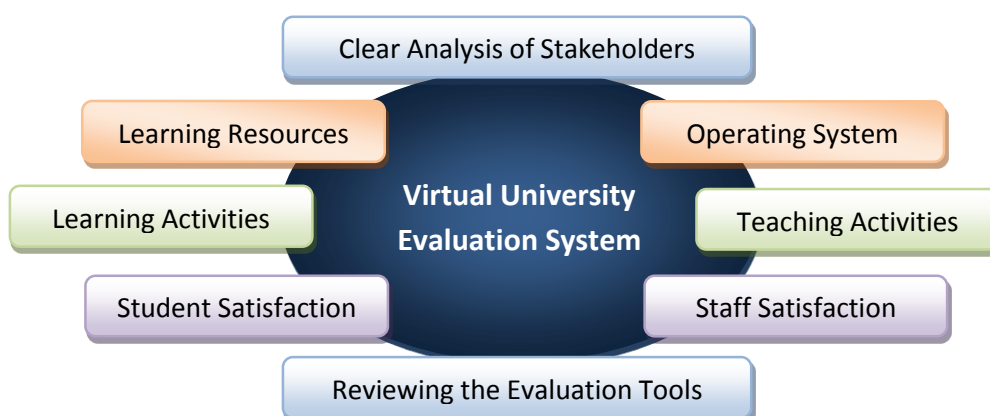 Clear Analysis of Stakeholders
Learning Resources
Operating System
Learning Activities
Virtual University
Evaluation System
Teaching Activities
Student Satisfaction
Staff Satisfaction
Reviewing the Evaluation Tools